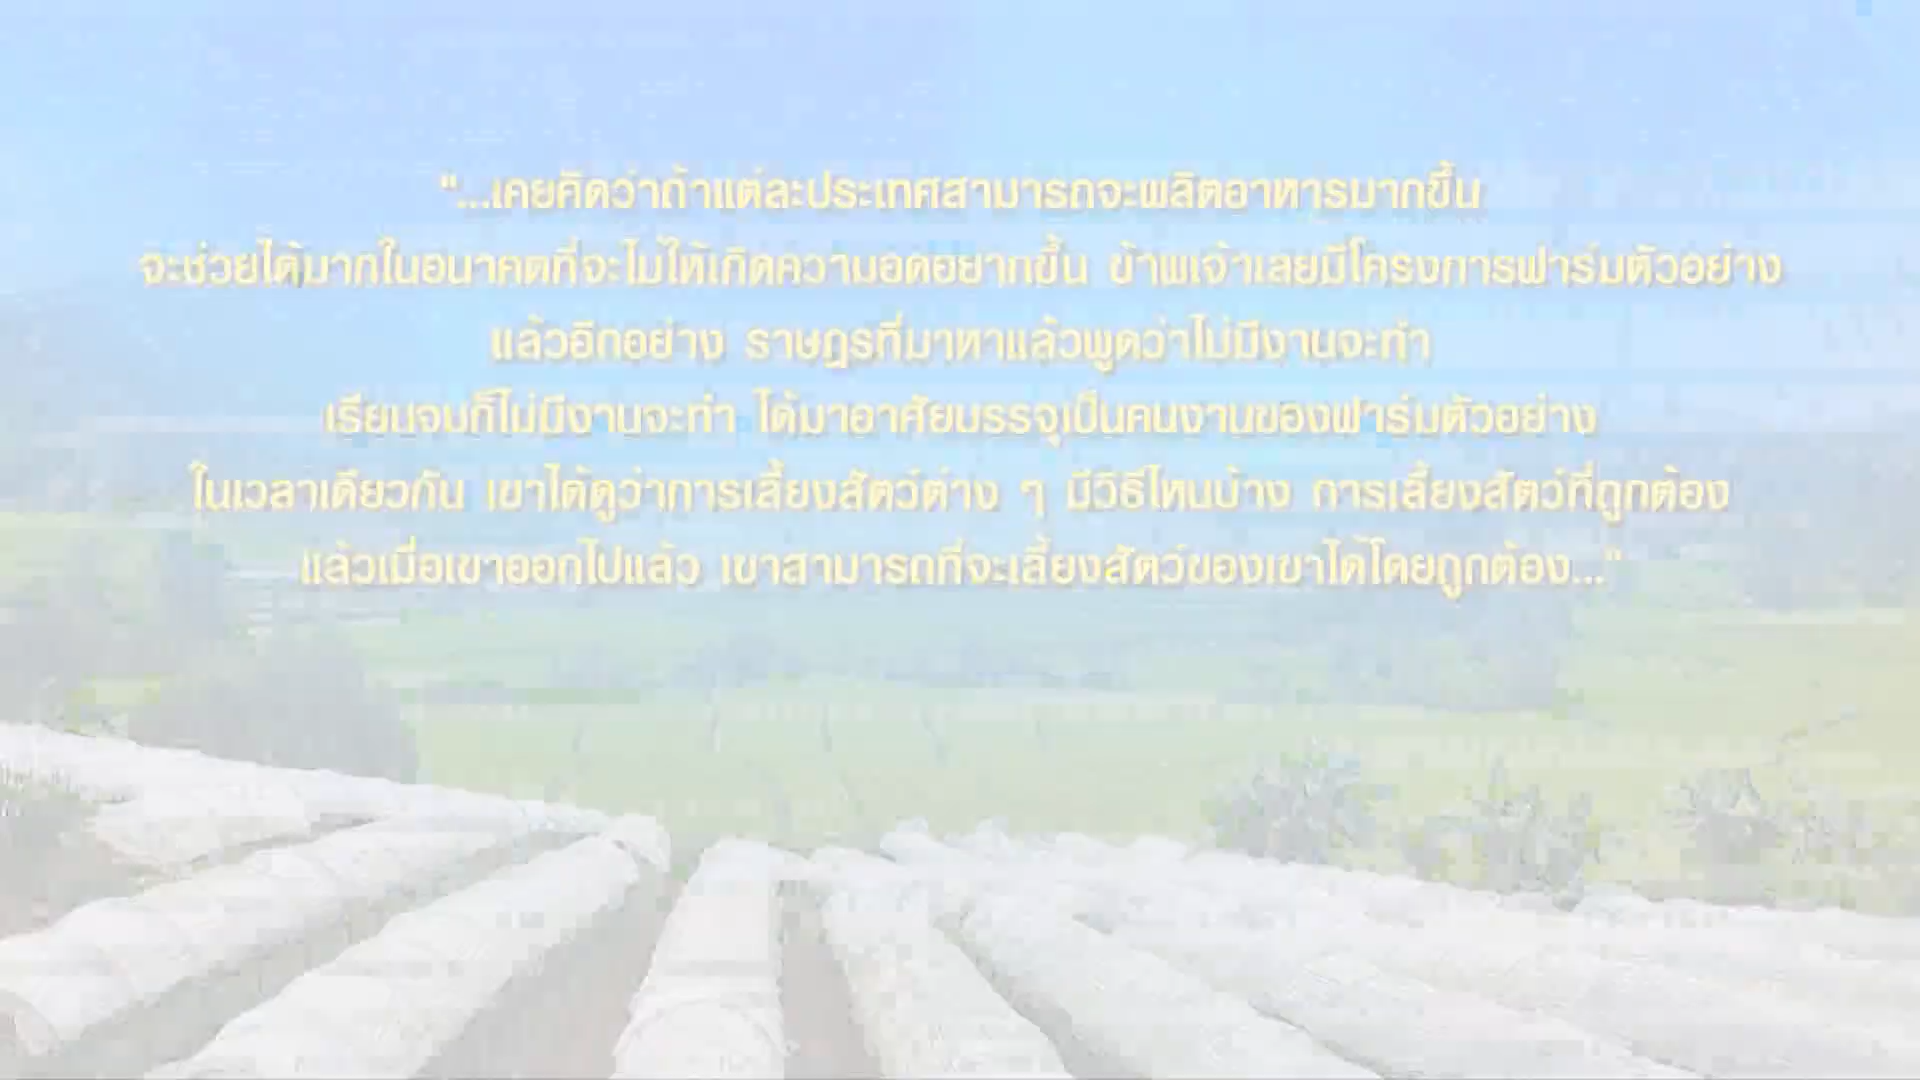 "...เคยคิดว่าถ้าแต่ละประเทศสามารถจะผลิตอาหารมากขึ้น
จะช่วยได้มากในอนาคตที่จะไม่ให้เกิดความอดอยากขึ้น ข้าพเจ้าเลยมีโครงการฟาร์มตัวอย่าง
แล้วอีกอย่าง ราษฎรที่มาหาแล้วพูดว่าไม่มีงานจะทำ
เรียนจบก็ไม่มีงานจะทำ ได้มาอาศัยบรรจุเป็นคนงานของฟาร์มตัวอย่าง
ในเวลาเดียวกัน เขาได้ดูว่าการเลี้ยงสัตว์ต่าง ๆ มีวิธีไหนบ้าง การเลี้ยงสัตว์ที่ถูกต้อง
แล้วเมื่อเขาออกไปแล้ว เขาสามารถที่จะเลี้ยงสัตว์ของเขาได้โดยถูกต้อง..."